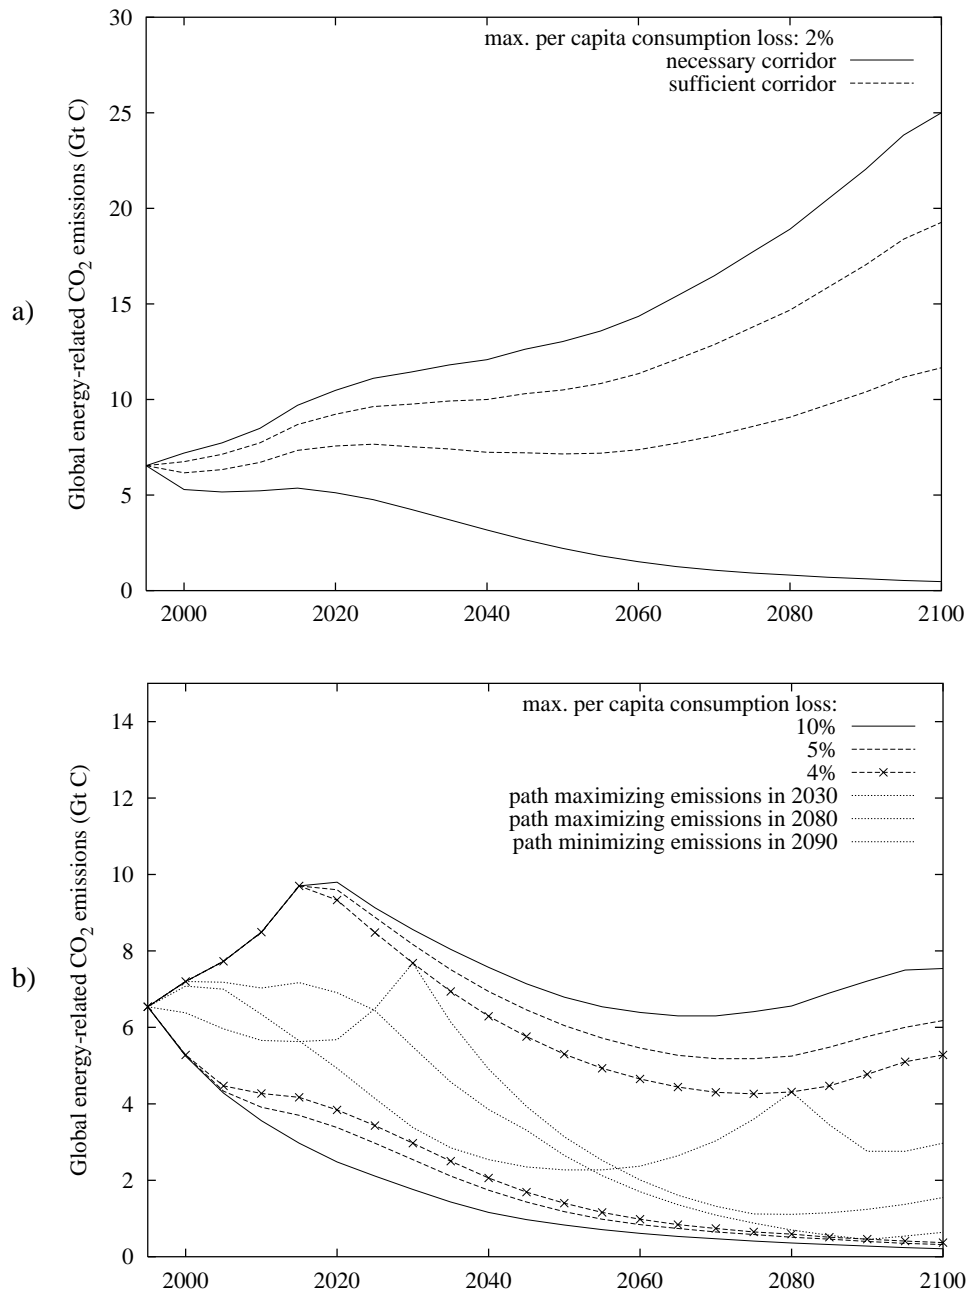 a)
Global energy-related CO2 emissions (Gt C)
30
25
20
15
10
5
0
max. per capita consumption loss: 2%
necessary corridor
sufficient corridor
2000 2020 2040 2060 2080 2100
b)
Global energy-related CO2 emissions (Gt C)
14
12
10
8
6
4
2
0
max. per capita consumption loss:
10%
5%
4%
path maximizing emissions in 2030
path maximizing emissions in 2080
path minimizing emissions in 2090
2000 2020 2040 2060 2080 2100